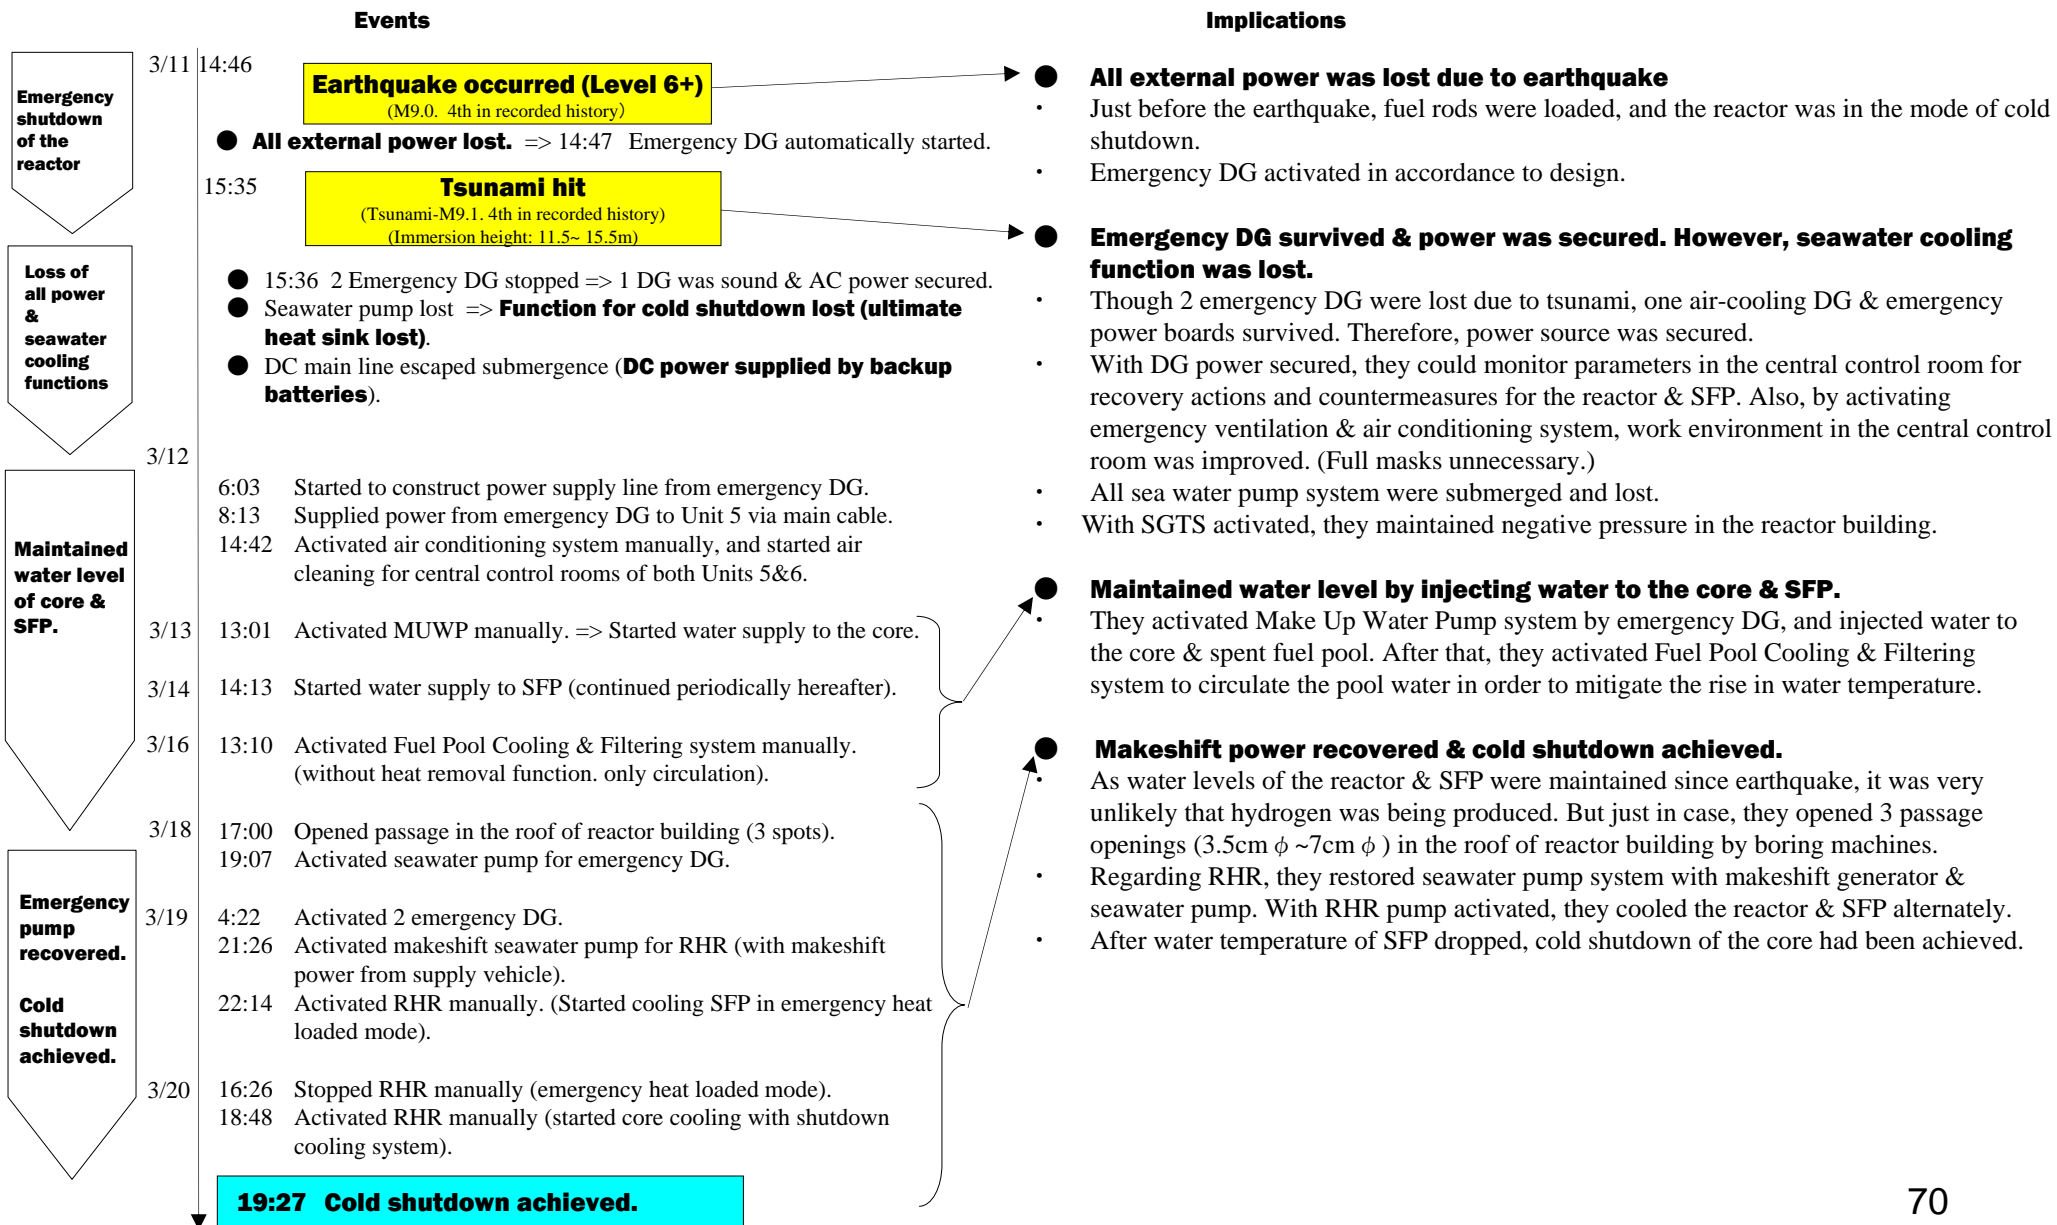 Events
Implications
Emergency
shutdown
of the
reactor
Loss of
all power
&
seawater
cooling
functions
Maintained
water level
of core &
SFP.
Emergency
pump
recovered.
Cold
shutdown
achieved.
3/11 14:46
Earthquake occurred (Level 6+)
(M9.0. 4th in recorded history)
● All external power lost. => 14:47 Emergency DG automatically started.
15:35
Tsunami hit
(Tsunami-M9.1. 4th in recorded history)
(Immersion height: 11.5~ 15.5m)
● 15:36 2 Emergency DG stopped => 1 DG was sound & AC power secured.
● Seawater pump lost => Function for cold shutdown lost (ultimate
heat sink lost).
● DC main line escaped submergence (DC power supplied by backup
batteries).
3/12
6:03 Started to construct power supply line from emergency DG.
8:13 Supplied power from emergency DG to Unit 5 via main cable.
14:42 Activated air conditioning system manually, and started air
cleaning for central control rooms of both Units 5&6.
3/13 13:01 Activated MUWP manually. => Started water supply to the core.
3/14 14:13 Started water supply to SFP (continued periodically hereafter).
3/16 13:10 Activated Fuel Pool Cooling & Filtering system manually.
(without heat removal function. only circulation).
3/18 17:00 Opened passage in the roof of reactor building (3 spots).
19:07 Activated seawater pump for emergency DG.
3/19 4:22 Activated 2 emergency DG.
21:26 Activated makeshift seawater pump for RHR (with makeshift
power from supply vehicle).
22:14 Activated RHR manually. (Started cooling SFP in emergency heat
loaded mode).
3/20 16:26 Stopped RHR manually (emergency heat loaded mode).
18:48 Activated RHR manually (started core cooling with shutdown
cooling system).
19:27 Cold shutdown achieved.
● All external power was lost due to earthquake
・ Just before the earthquake, fuel rods were loaded, and the reactor was in the mode of cold
shutdown.
・ Emergency DG activated in accordance to design.
● Emergency DG survived & power was secured. However, seawater cooling
function was lost.
・ Though 2 emergency DG were lost due to tsunami, one air-cooling DG & emergency
power boards survived. Therefore, power source was secured.
・ With DG power secured, they could monitor parameters in the central control room for
recovery actions and countermeasures for the reactor & SFP. Also, by activating
emergency ventilation & air conditioning system, work environment in the central control
room was improved. (Full masks unnecessary.)
・ All sea water pump system were submerged and lost.
・ With SGTS activated, they maintained negative pressure in the reactor building.
● Maintained water level by injecting water to the core & SFP.
・ They activated Make Up Water Pump system by emergency DG, and injected water to
the core & spent fuel pool. After that, they activated Fuel Pool Cooling & Filtering
system to circulate the pool water in order to mitigate the rise in water temperature.
● Makeshift power recovered & cold shutdown achieved.
・ As water levels of the reactor & SFP were maintained since earthquake, it was very
unlikely that hydrogen was being produced. But just in case, they opened 3 passage
openings (3.5cm φ ~7cm φ ) in the roof of reactor building by boring machines.
・ Regarding RHR, they restored seawater pump system with makeshift generator &
seawater pump. With RHR pump activated, they cooled the reactor & SFP alternately.
・ After water temperature of SFP dropped, cold shutdown of the core had been achieved.
70